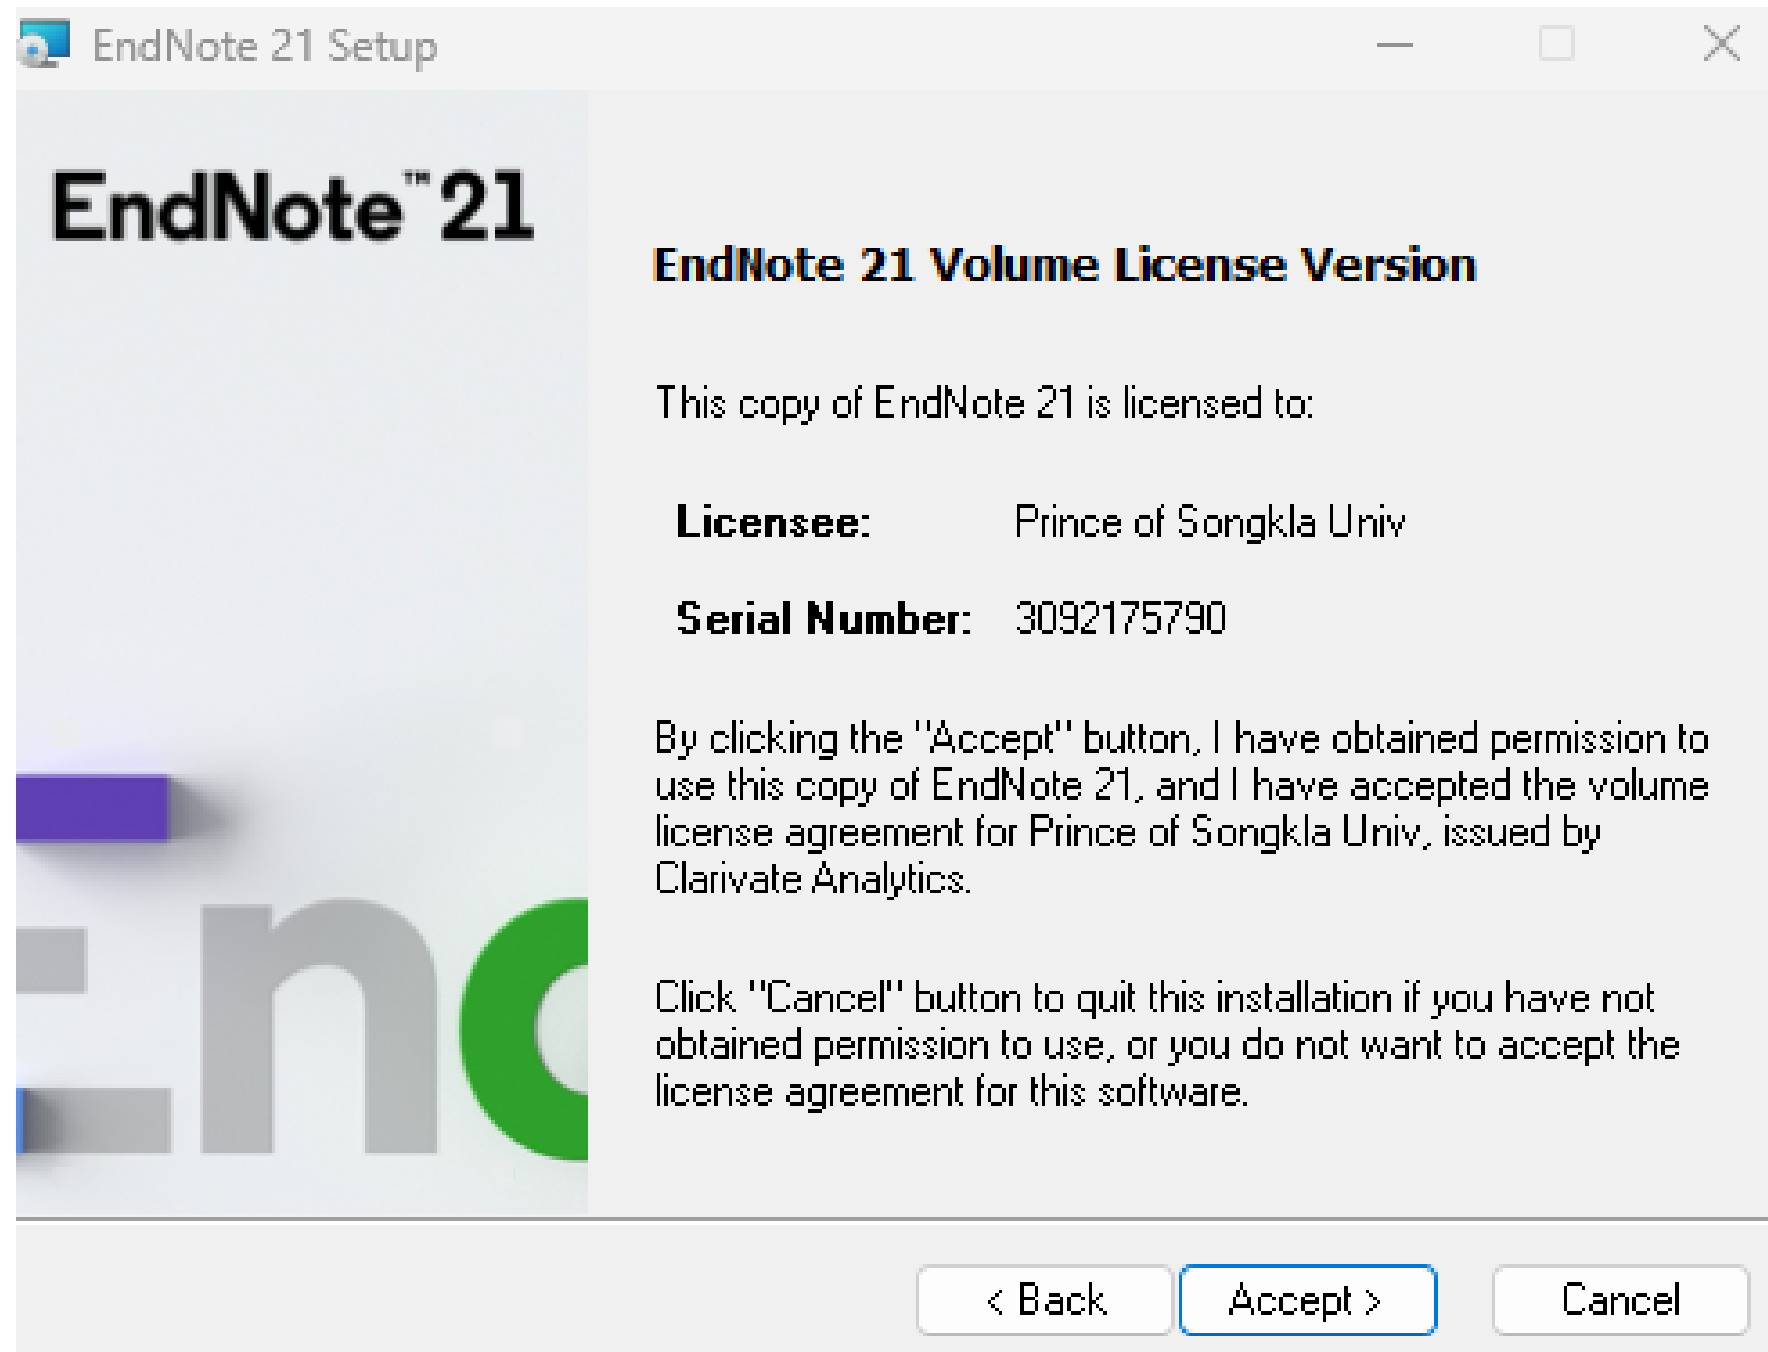 EndNote 21 Setup
EndNote™21
EndNote 21 Volume License Version
This copy of EndNote 21 is licensed to:
Licensee: Prince of Songkla Univ
Serial Number: 3092175790
By clicking the "Accept" button, I have obtained permission to
use this copy of EndNote 21, and I have accepted the volume
license agreement for Prince of Songkla Univ, issued by
Clarivate Analytics.
Click "Cancel" button to quit this installation if you have not
obtained permission to use, or you do not want to accept the
license agreement for this software.
End
< Back Accept > Cancel